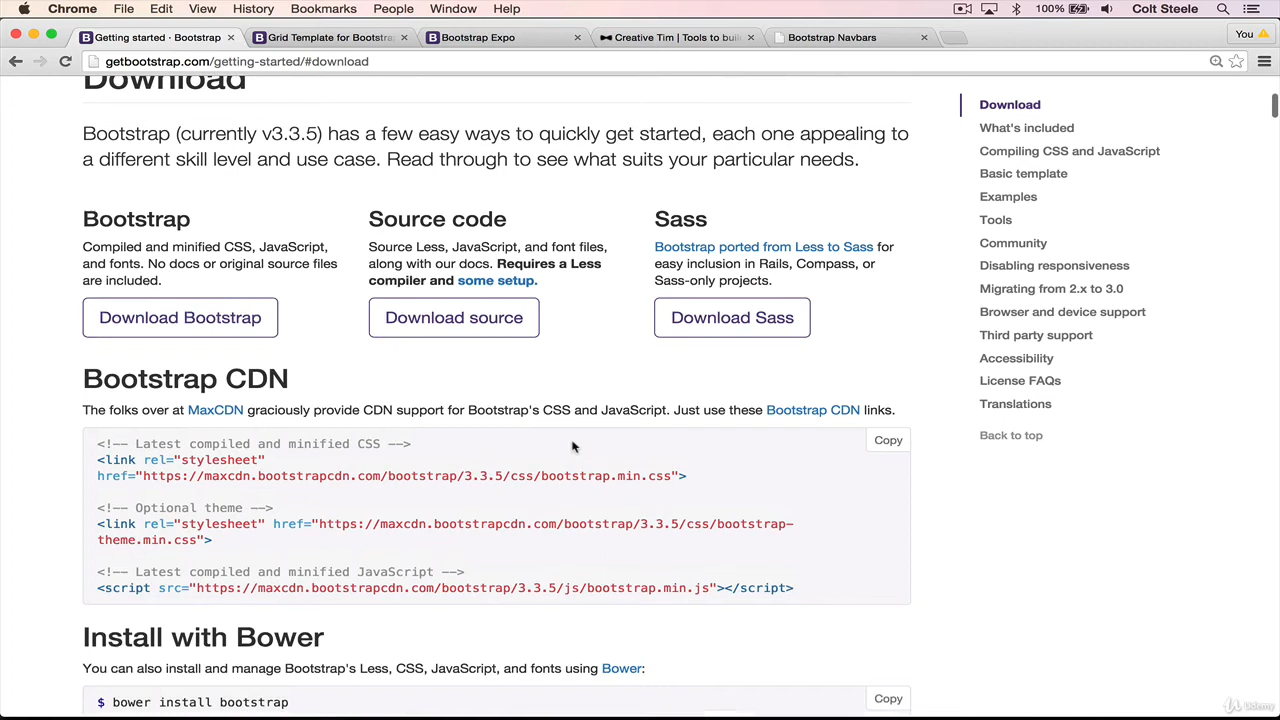 Chrome File Edit View History Bookmarks People Window Help 100% Colt Steele
Getting started · Bootstrap Grid Template for Bootstra Bootstrap Expo Creative Tim | Tools to buil Bootstrap Navbars You
getbootstrap.com/getting-started/#download
Download
Bootstrap (currently v3.3.5) has a few easy ways to quickly get started, each one appealing to
a different skill level and use case. Read through to see what suits your particular needs.
Bootstrap
Compiled and minified CSS, JavaScript,
and fonts. No docs or original source files
are included.
Download Bootstrap
Source code
Source Less, JavaScript, and font files,
along with our docs. Requires a Less
compiler and some setup.
Download source
Sass
Bootstrap ported from Less to Sass for
easy inclusion in Rails, Compass, or
Sass-only projects.
Download Sass
Bootstrap CDN
The folks over at MaxCDN graciously provide CDN support for Bootstrap's CSS and JavaScript. Just use these Bootstrap CDN links.
Copy
<!-- Latest compiled and minified CSS -->
<link rel="stylesheet"
href="https://maxcdn.bootstrapcdn.com/bootstrap/3.3.5/css/bootstrap.min.css">
<!-- Optional theme -->
<link rel="stylesheet" href="https://maxcdn.bootstrapcdn.com/bootstrap/3.3.5/css/bootstrap-
theme.min.css">
<!-- Latest compiled and minified JavaScript -->
<script src="https://maxcdn.bootstrapcdn.com/bootstrap/3.3.5/js/bootstrap.min.js"></script>
Install with Bower
You can also install and manage Bootstrap's Less, CSS, JavaScript, and fonts using Bower:
Copy
$ bower install bootstrap
Download
What's included
Compiling CSS and JavaScript
Basic template
Examples
Tools
Community
Disabling responsiveness
Migrating from 2.x to 3.0
Browser and device support
Third party support
Accessibility
License FAQs
Translations
Back to top
Udemy